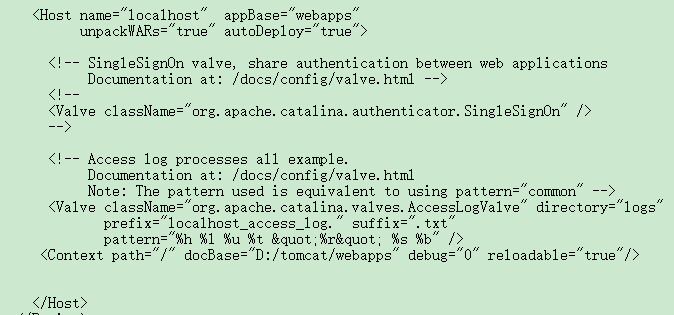 <Host name="localhost"  appBase="webapps"
unpackWARs="true" autoDeploy="true">
<!-- SingleSignOn valve, share authentication between web applications
Documentation at: /docs/config/valve.html -->
<!--
<Valve className="org.apache.catalina.authenticator.SingleSignOn" />
-->
<!-- Access log processes all example.
Documentation at: /docs/config/valve.html
Note: The pattern used is equivalent to using pattern="common" -->
<Valve className="org.apache.catalina.valves.AccessLogValve" directory="logs"
prefix="localhost_access_log." suffix=".txt"
pattern="%h %l %u %t &quot;%r&quot; %s %b" />
<Context path="/" docBase="D:/tomcat/webapps" debug="0" reloadable="true"/>
</Host>